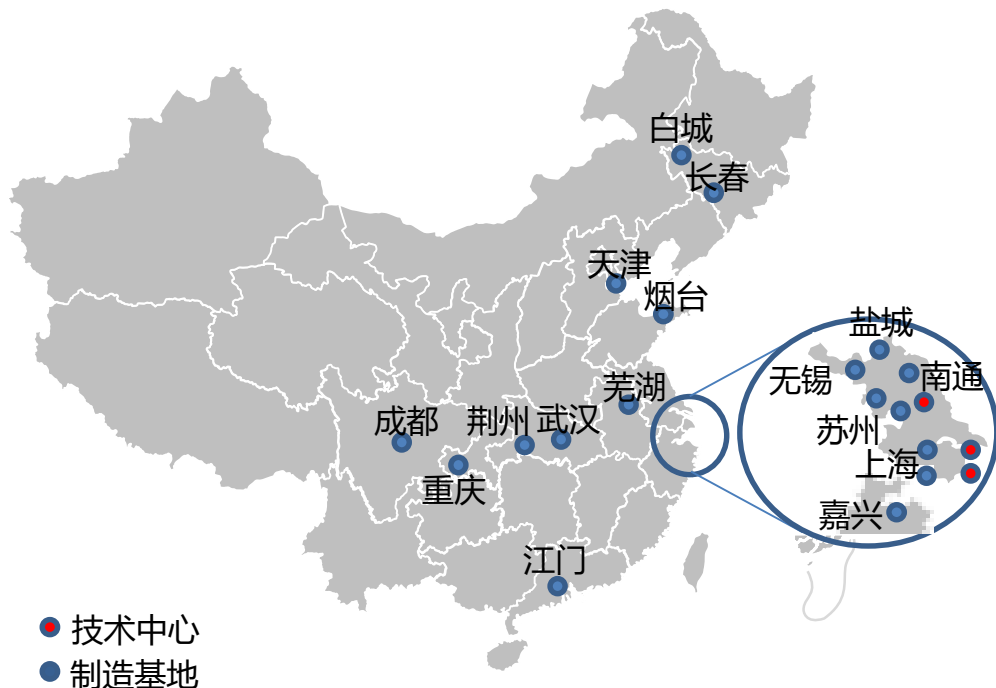 白城
长春
天津
烟台
盐城
无锡
南通
芜湖
成都
荆州
武汉
苏州
上海
重庆
嘉兴
江门
技术中心
制造基地